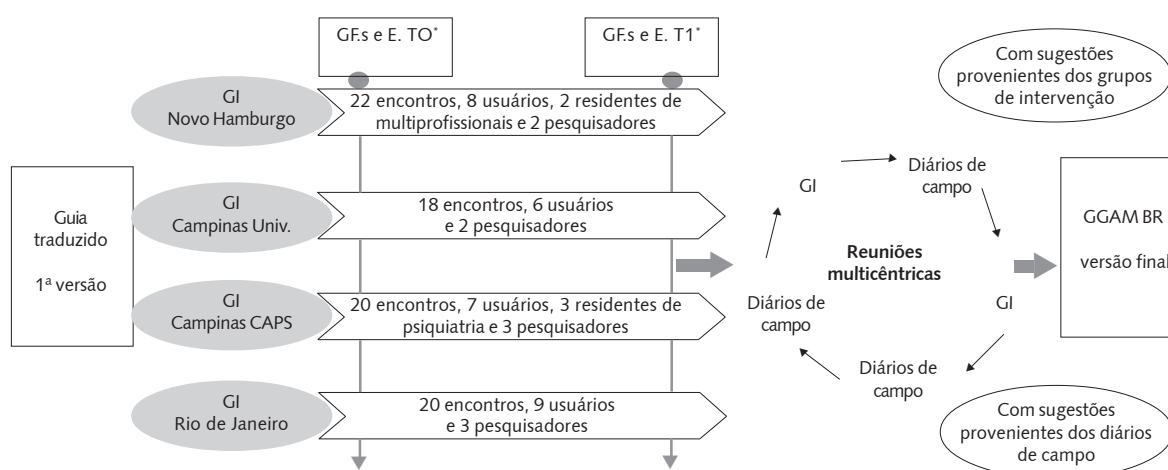 GF.s e E. TO*
GF.s e E. T1*
Com sugestões
provenientes dos grupos
de intervenção
GI
Novo Hamburgo
22 encontros, 8 usuários, 2 residentes de
multiprofissionais e 2 pesquisadores
Guia
traduzido
1ª versão
GI
Campinas Univ.
18 encontros, 6 usuários
e 2 pesquisadores
GI
Campinas CAPS
20 encontros, 7 usuários, 3 residentes de
psiquiatria e 3 pesquisadores
GI
Rio de Janeiro
20 encontros, 9 usuários
e 3 pesquisadores
GI
Diários de
campo
Reuniões
multicêntricas
Diários de
campo
GI
Diários de
campo
GGAM BR
versão final
Com sugestões
provenientes dos diários
de campo